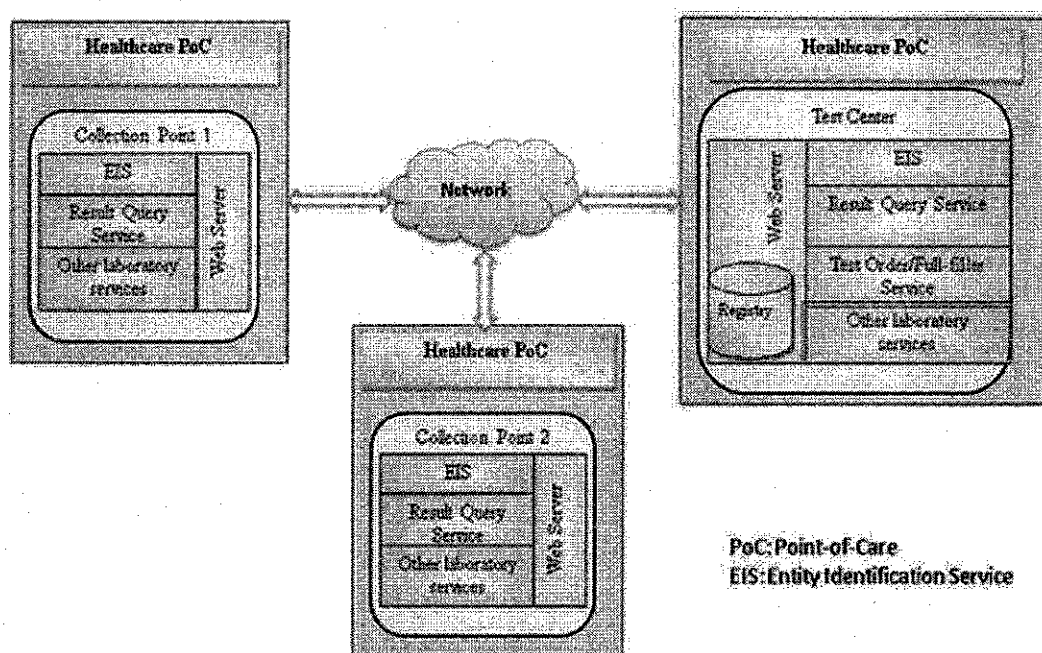 Healthcare PoC
Collection Point 1
EIS
Result Query
Service
Other laboratory
services
Web Server
Network
Healthcare PoC
Test Center
Web Server
Registry
EIS
Result Query Service
Test Order/Full-filler
Service
Other laboratory
services
Healthcare PoC
Collection Point 2
EIS
Result Query
Service
Other laboratory
services
Web Server
PoC:Point-of-Care
EIS:Entity Identification Service